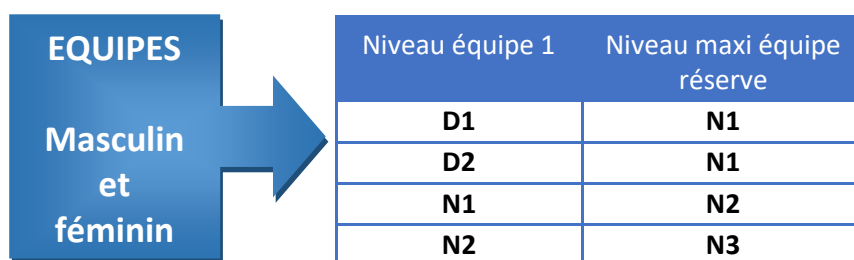 EQUIPES
Masculin
et
féminin
Niveau équipe 1 Niveau maxi équipe
réserve
D1 N1
D2 N1
N1 N2
N2 N3